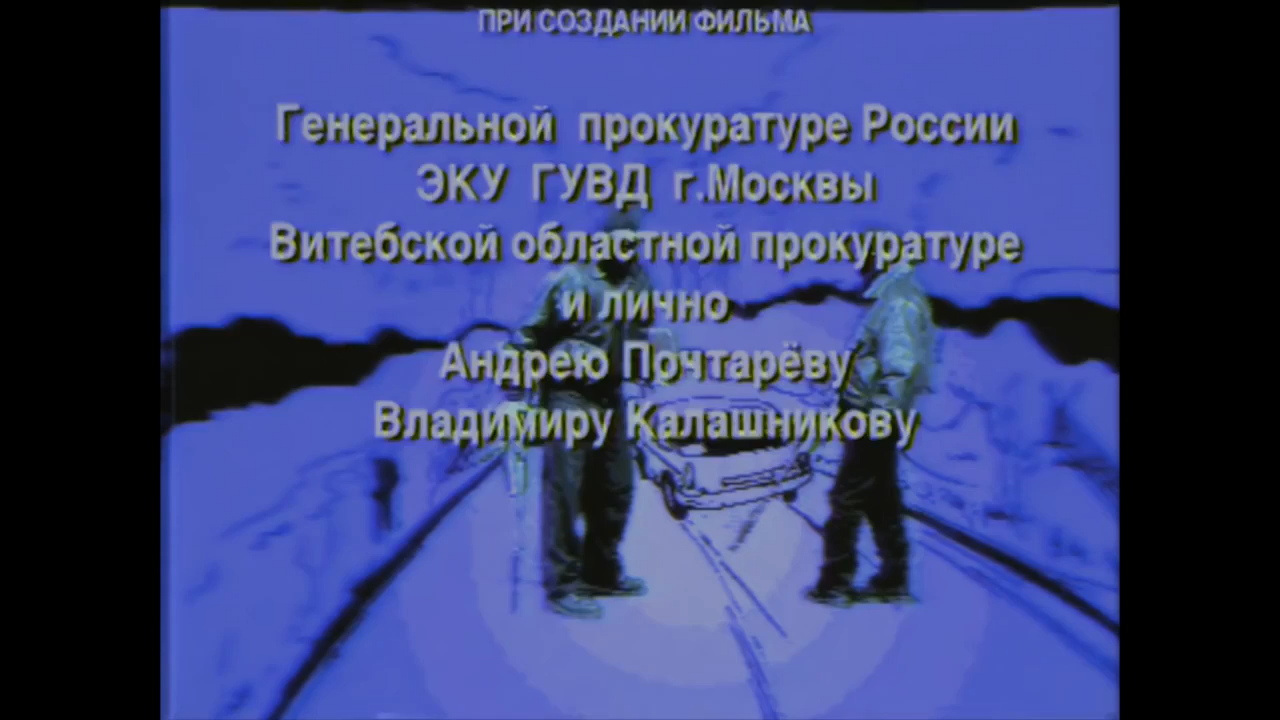 ПРИ СОЗДАНИИ ФИЛЬМА
Генеральной прокуратуре России
ЭКУ ГУВД г.Москвы
Витебской областной прокуратуре
и лично
Андрею Почтарёву
Владимиру Калашникову